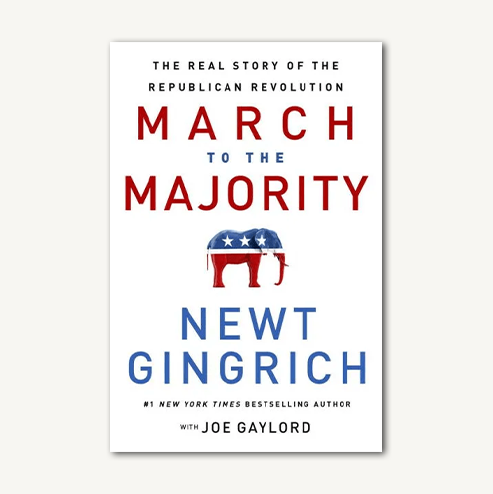 THE REAL STORY OF THE
REPUBLICAN REVOLUTION
MARCH
TO THE
MAJORITY
NEWT
GINGRICH
#1 NEW YORK TIMES BESTSELLING AUTHOR
WITH JOE GAYLORD